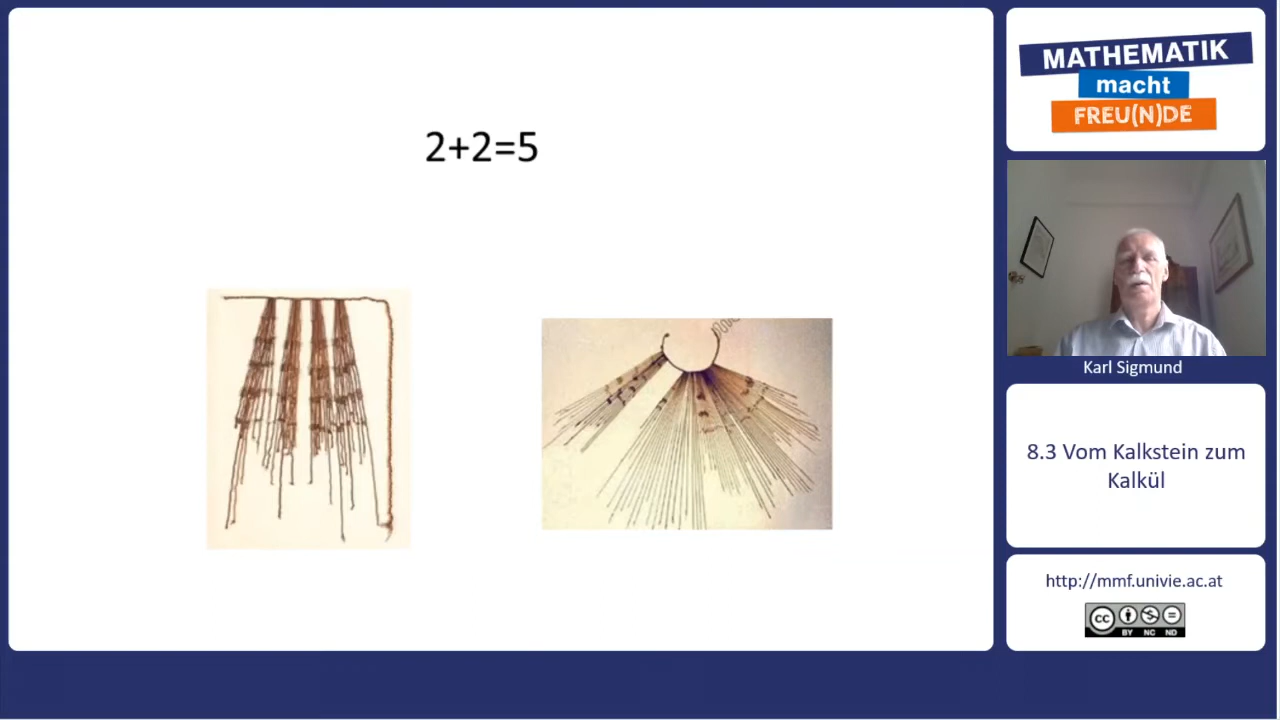 2+2=5
MATHEMATIK
macht
FREU(N)DE
Karl Sigmund
8.3 Vom Kalkstein zum
Kalkül
http://mmf.univie.ac.at
cc
BY NC ND